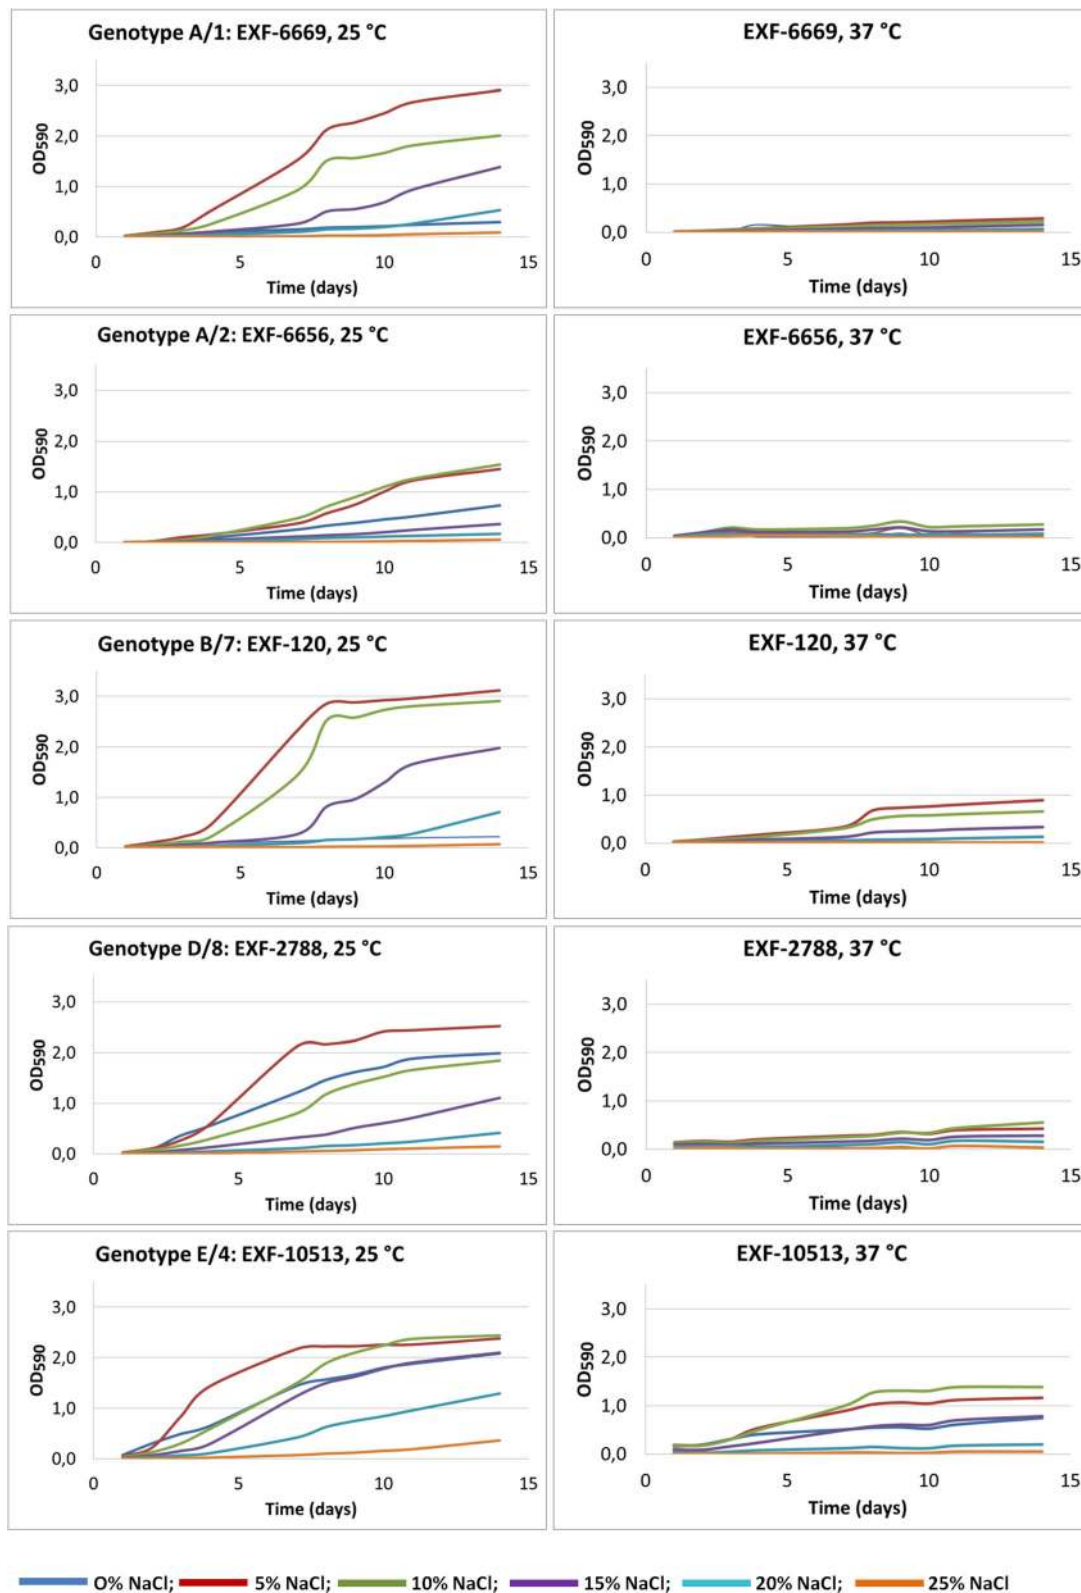 Genotype A/1: EXF-6669, 25 °C
3,0
2,0
1,0
0,0
OD590
0 5 10 15
Time (days)
EXF-6669, 37 °C
3,0
2,0
1,0
0,0
OD590
0 5 10 15
Time (days)
Genotype A/2: EXF-6656, 25 °C
3,0
2,0
1,0
0,0
OD590
0 5 10 15
Time (days)
EXF-6656, 37 °C
3,0
2,0
1,0
0,0
OD590
0 5 10 15
Time (days)
Genotype B/7: EXF-120, 25 °C
3,0
2,0
1,0
0,0
OD590
0 5 10 15
Time (days)
EXF-120, 37 °C
3,0
2,0
1,0
0,0
OD590
0 5 10 15
Time (days)
Genotype D/8: EXF-2788, 25 °C
3,0
2,0
1,0
0,0
OD590
0 5 10 15
Time (days)
EXF-2788, 37 °C
3,0
2,0
1,0
0,0
OD590
0 5 10 15
Time (days)
Genotype E/4: EXF-10513, 25 °C
3,0
2,0
1,0
0,0
OD590
0 5 10 15
Time (days)
EXF-10513, 37 °C
3,0
2,0
1,0
0,0
OD590
0 5 10 15
Time (days)
O% NaCl; 5% NaCl; 10% NaCl; 15% NaCl; 20% NaCl; 25% NaCl